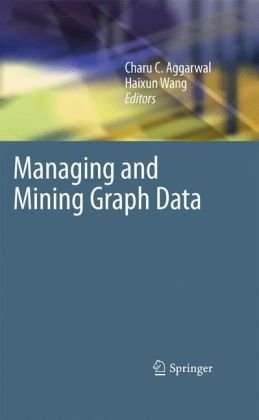 Charu C. Aggarwal
Haixun Wang
Editors
Managing and
Mining Graph Data
Springer